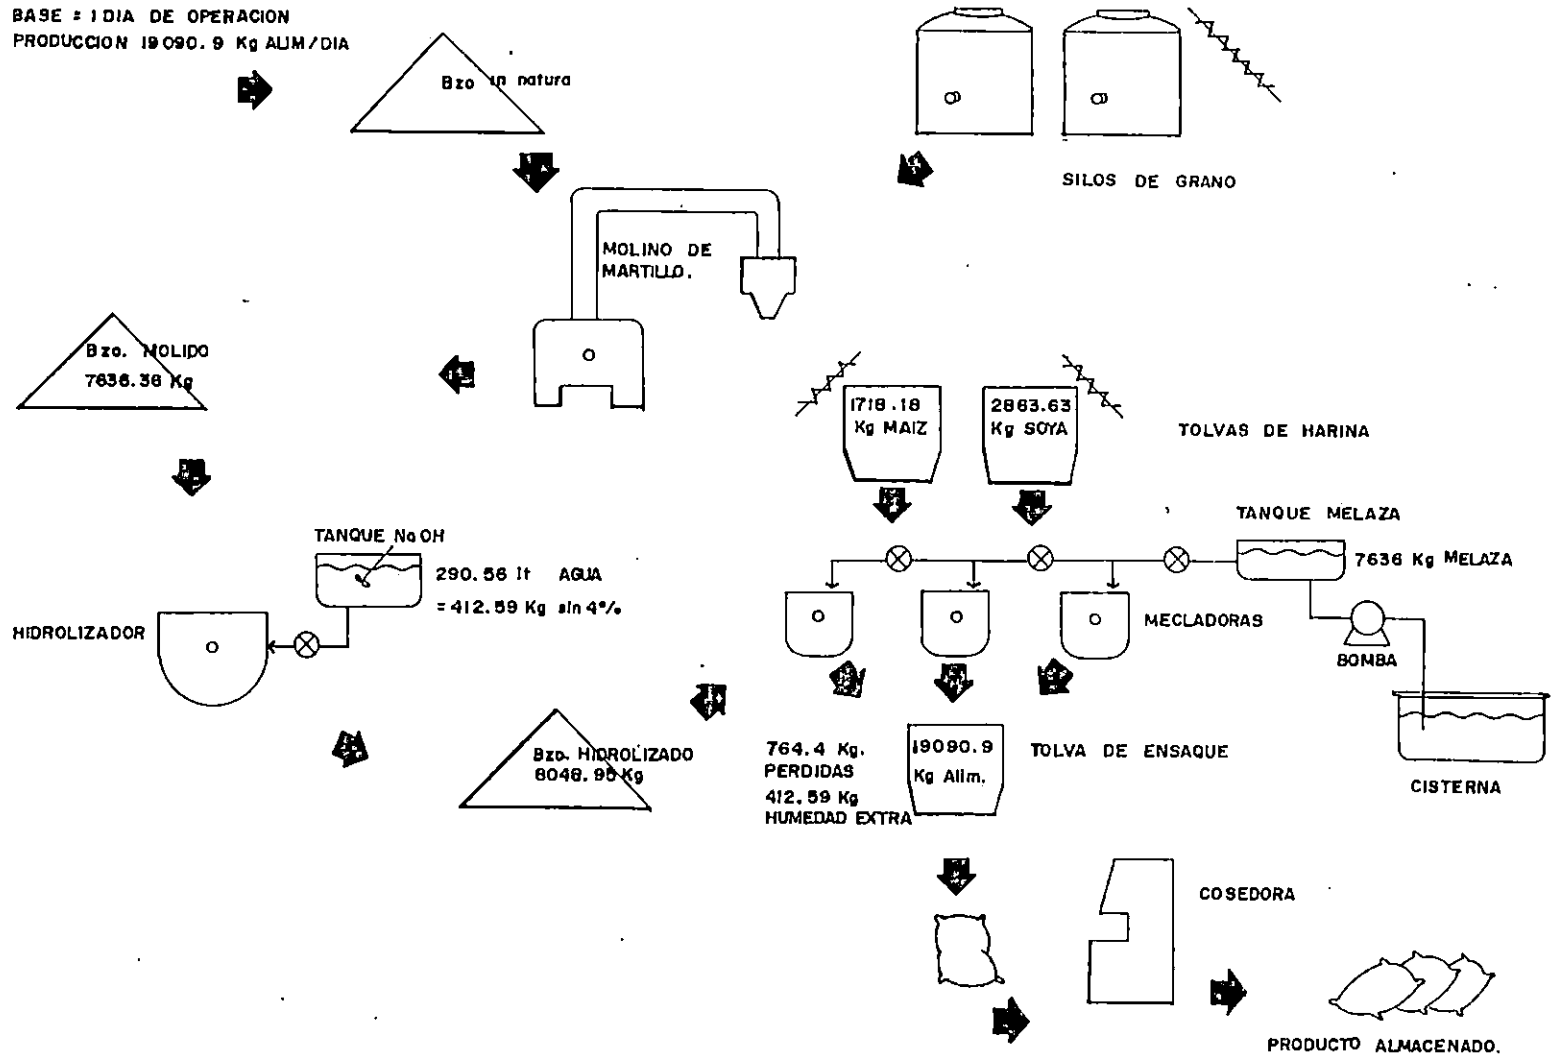 BASE = 1 DIA DE OPERACION
PRODUCCION 19090.9 Kg ALIM/DIA
Bzo in natura
SILOS DE GRANO
MOLINO DE
MARTILLO.
Bzo. MOLIDO
7636.36 Kg
1718.18
Kg MAIZ
2863.63
Kg SOYA
TOLVAS DE HARINA
TANQUE MELAZA
7636 Kg MELAZA
TANQUE NaOH
290.56 lt AGUA
= 412.59 Kg sln 4%
HIDROLIZADOR
MECLADORAS
BOMBA
Bzo. HIDROLIZADO
8048.95 Kg
764.4 Kg.
PERDIDAS
412.59 Kg
HUMEDAD EXTRA
19090.9
Kg Alim.
TOLVA DE ENSAQUE
CISTERNA
COSEDORA
PRODUCTO ALMACENADO.